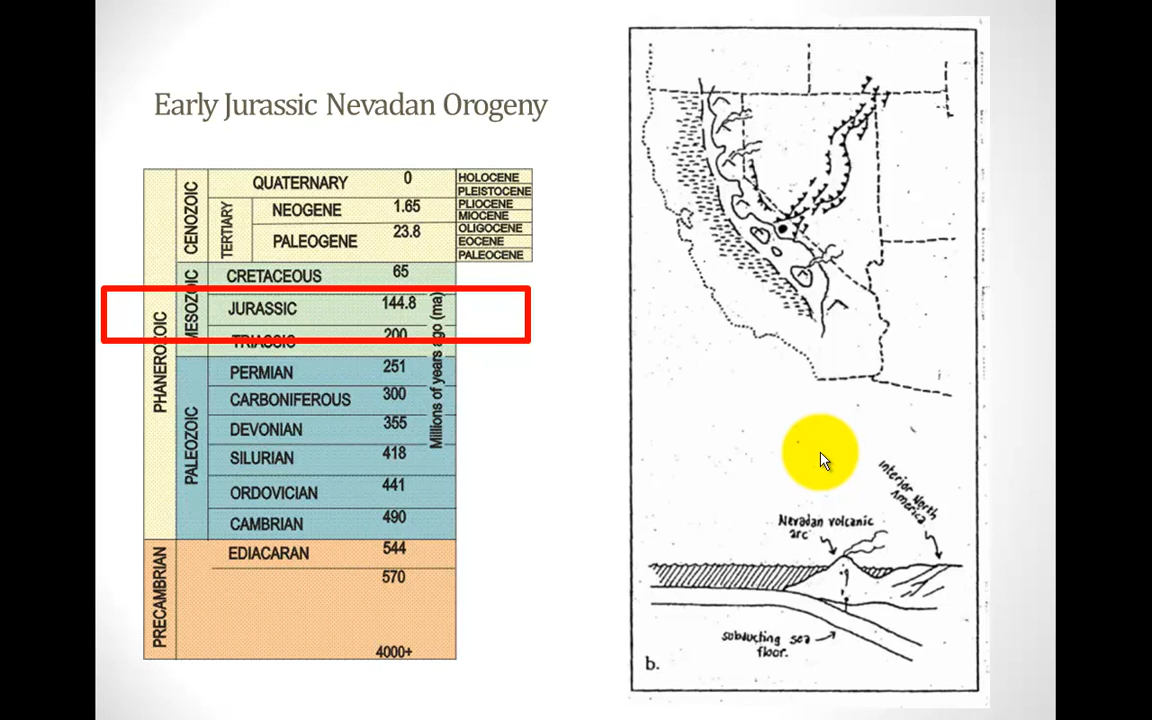 Early Jurassic Nevadan Orogeny
PHANEROZOIC
PRECAMBRIAN
CENOZOIC
MESOZOIC
PALEOZOIC
TERTIARY
QUATERNARY 0
NEOGENE 1.65
PALEOGENE 23.8
HOLOCENE
PLEISTOCENE
PLIOCENE
MIOCENE
OLIGOCENE
EOCENE
PALEOCENE
CRETACEOUS 65
JURASSIC 144.8
TRIASSIC 200
PERMIAN 251
CARBONIFEROUS 300
DEVONIAN 355
SILURIAN 418
ORDOVICIAN 441
CAMBRIAN 490
EDIACARAN 544
570
4000+
Millions of years ago (ma)
Interior North
America
Nevadan volcanic
arc
subducting sea
floor.
b.